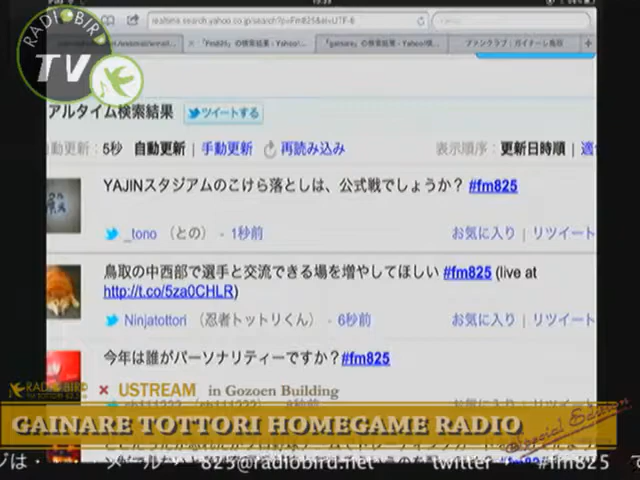 RADIO BIRD
TV
realtime.search.yahoo.co.jp/search?p=Fm825&ei=UTF-8
「Fm825」の検索結果 - Yahoo!...
「gainare」の検索結果 - Yahoo!検...
ファンクラブ | ガイナーレ鳥取
アルタイム検索結果
ツイートする
動更新：5秒 自動更新 | 手動更新 再読み込み
表示順序：更新日時順 | 適
YAJINスタジアムのこけら落としは、公式戦でしょうか？ #fm825
_tono （との） - 1秒前
お気に入り | リツイート
鳥取の中西部で選手と交流できる場を増やしてほしい #fm825 (live at
http://t.co/5za0CHLR)
Ninjatottori （忍者トットリくん） - 6秒前
お気に入り | リツイート
今年は誰がパーソナリティーですか？#fm825
RADIO BIRD × USTREAM in Gozoen Building
GAINARE TOTTORI HOMEGAME RADIO
Special Edition
ジは・ メールが 825@radiobird.net twitter #fm825